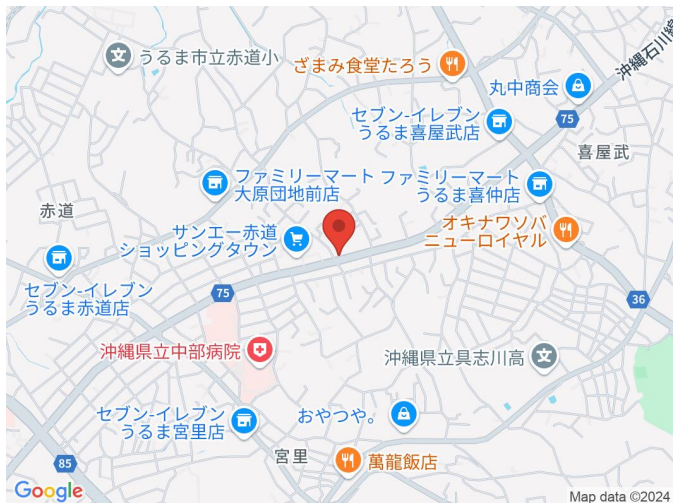 うるま市立赤道小
ざまみ食堂たろう
沖縄石川線
丸中商会
75
セブン-イレブン
うるま喜屋武店
喜屋武
ファミリーマート
大原団地前店
ファミリーマート
うるま喜仲店
赤道
サンエー赤道
ショッピングタウン
オキナワソバ
ニューロイヤル
セブン-イレブン
うるま赤道店
75
36
沖縄県立中部病院
沖縄県立具志川高
セブン-イレブン
うるま宮里店
おやつや。
85
宮里
萬龍飯店
Google
Map data ©2024